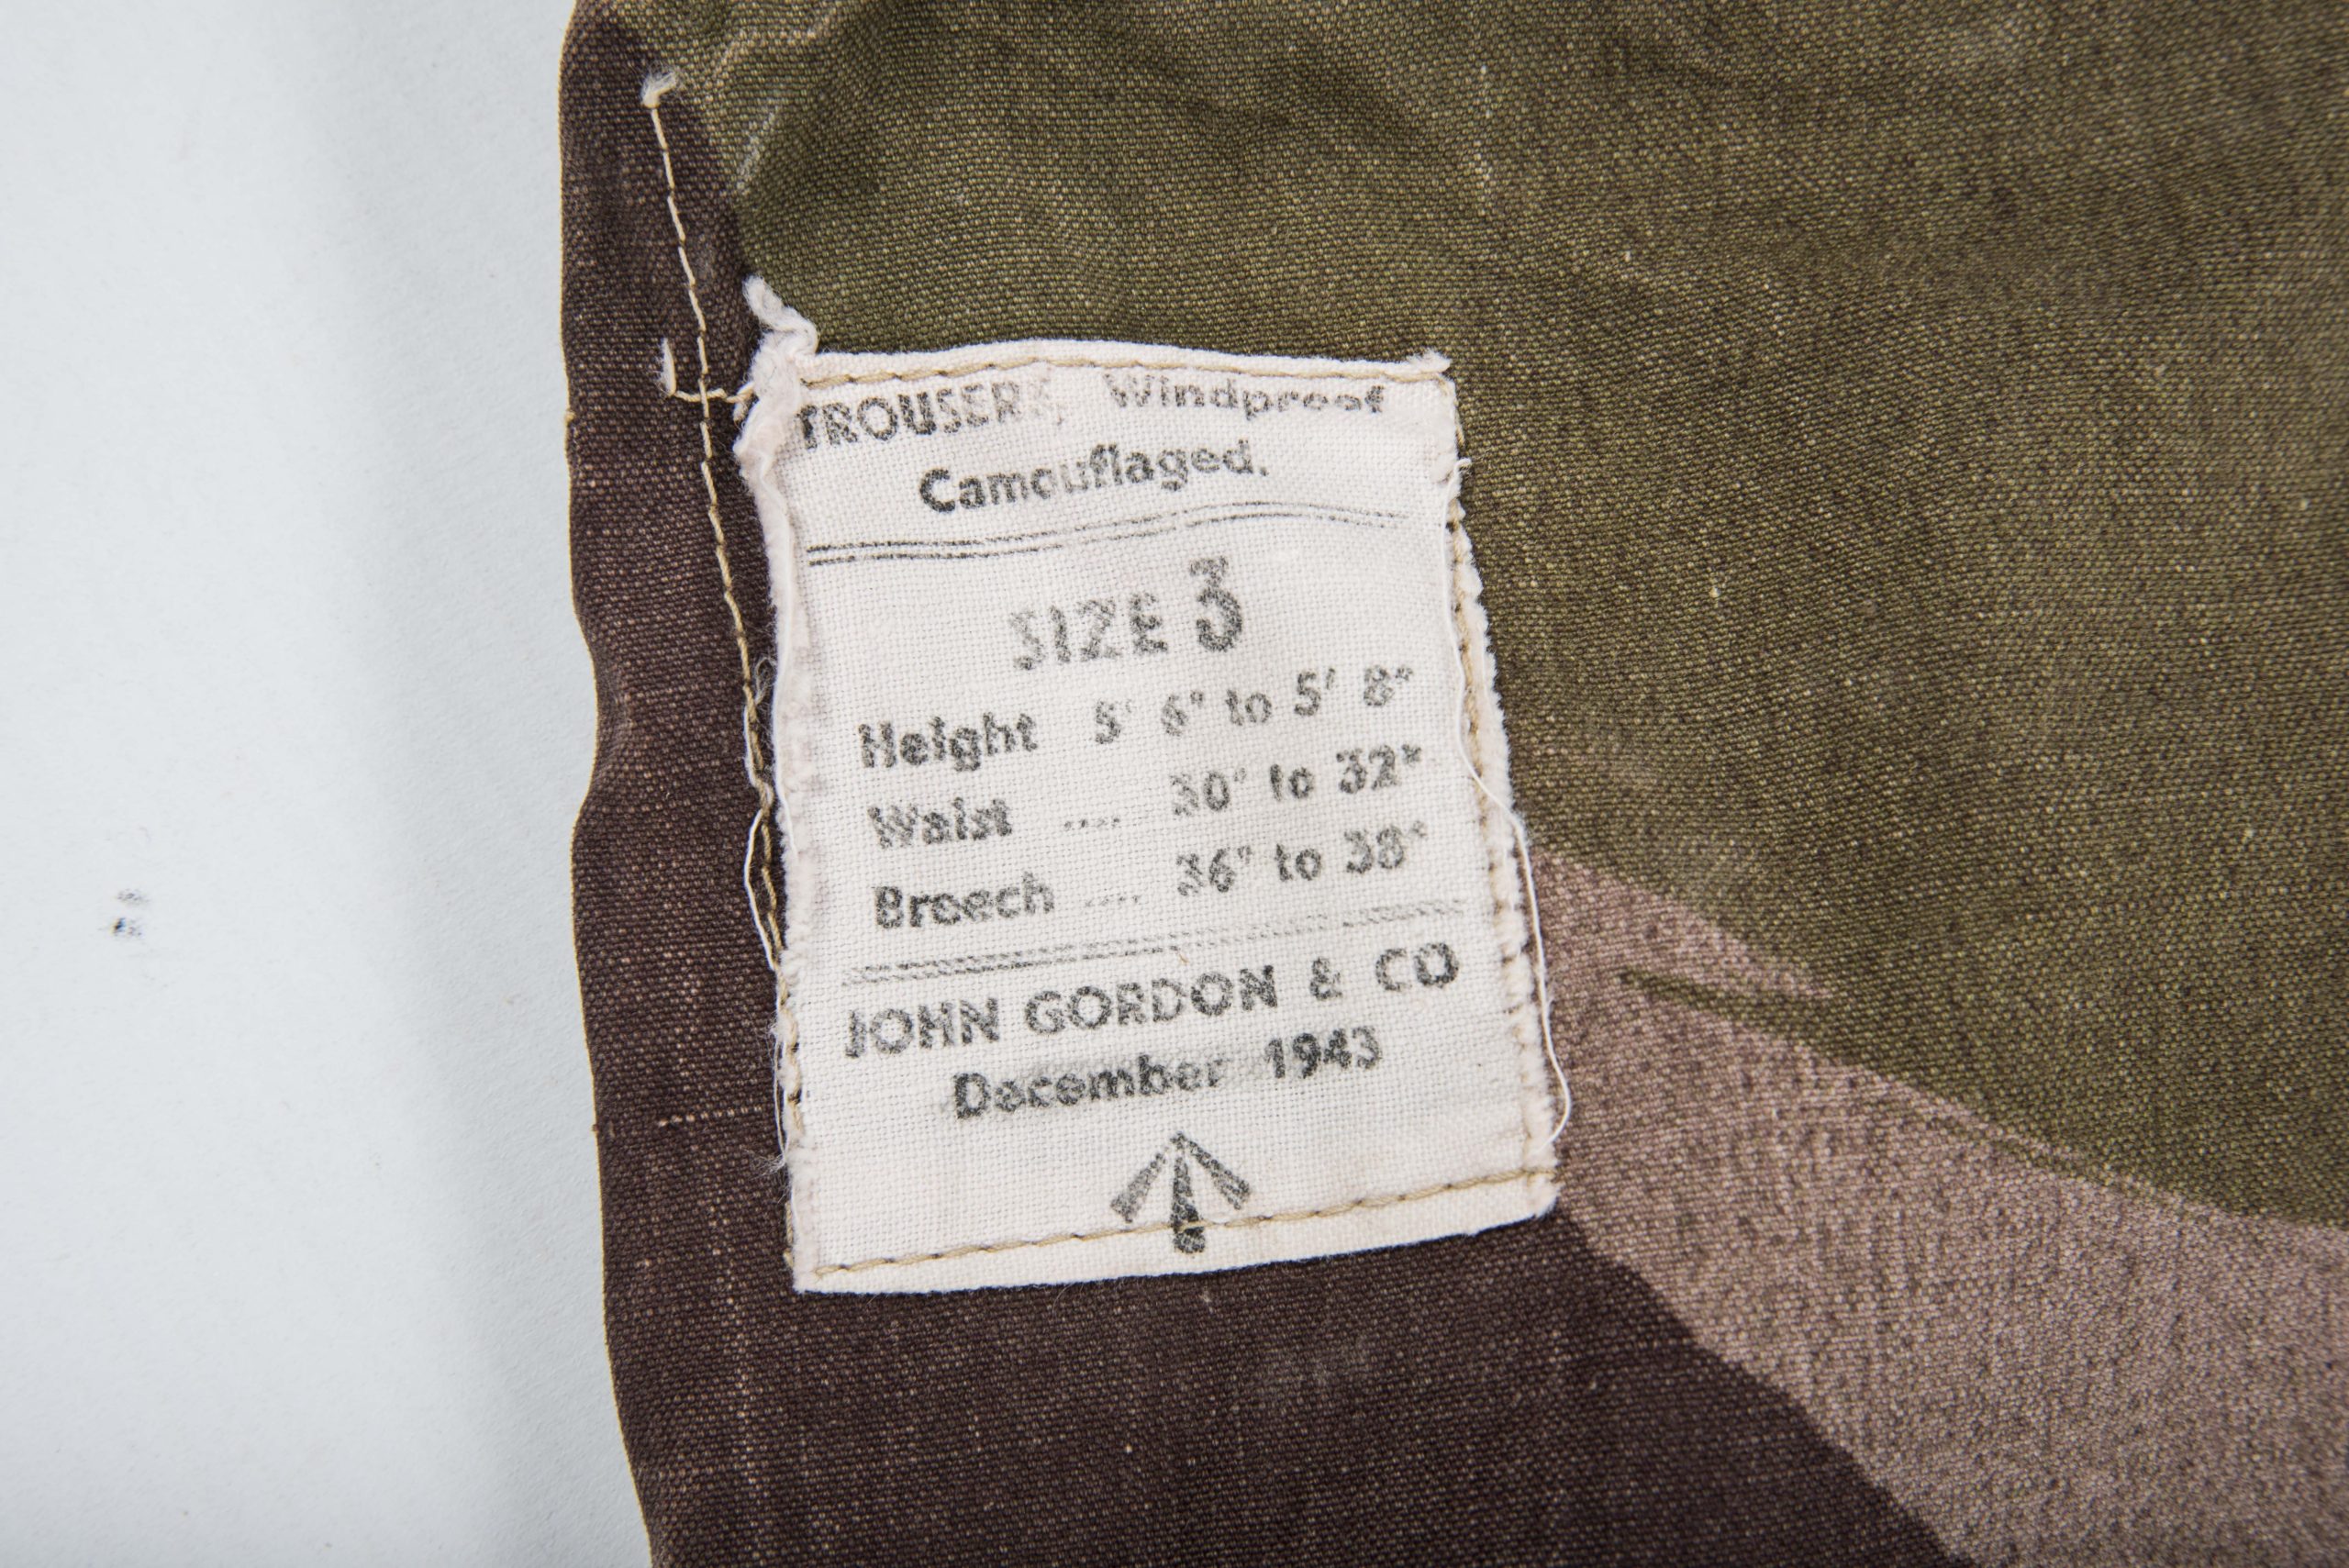 TROUSERS Windproof
Camouflaged.
SIZE 3
Height 5' 6" to 5' 8"
Waist .... 30" to 32"
Breech .... 36" to 38"
JOHN GORDON & CO
December 1943